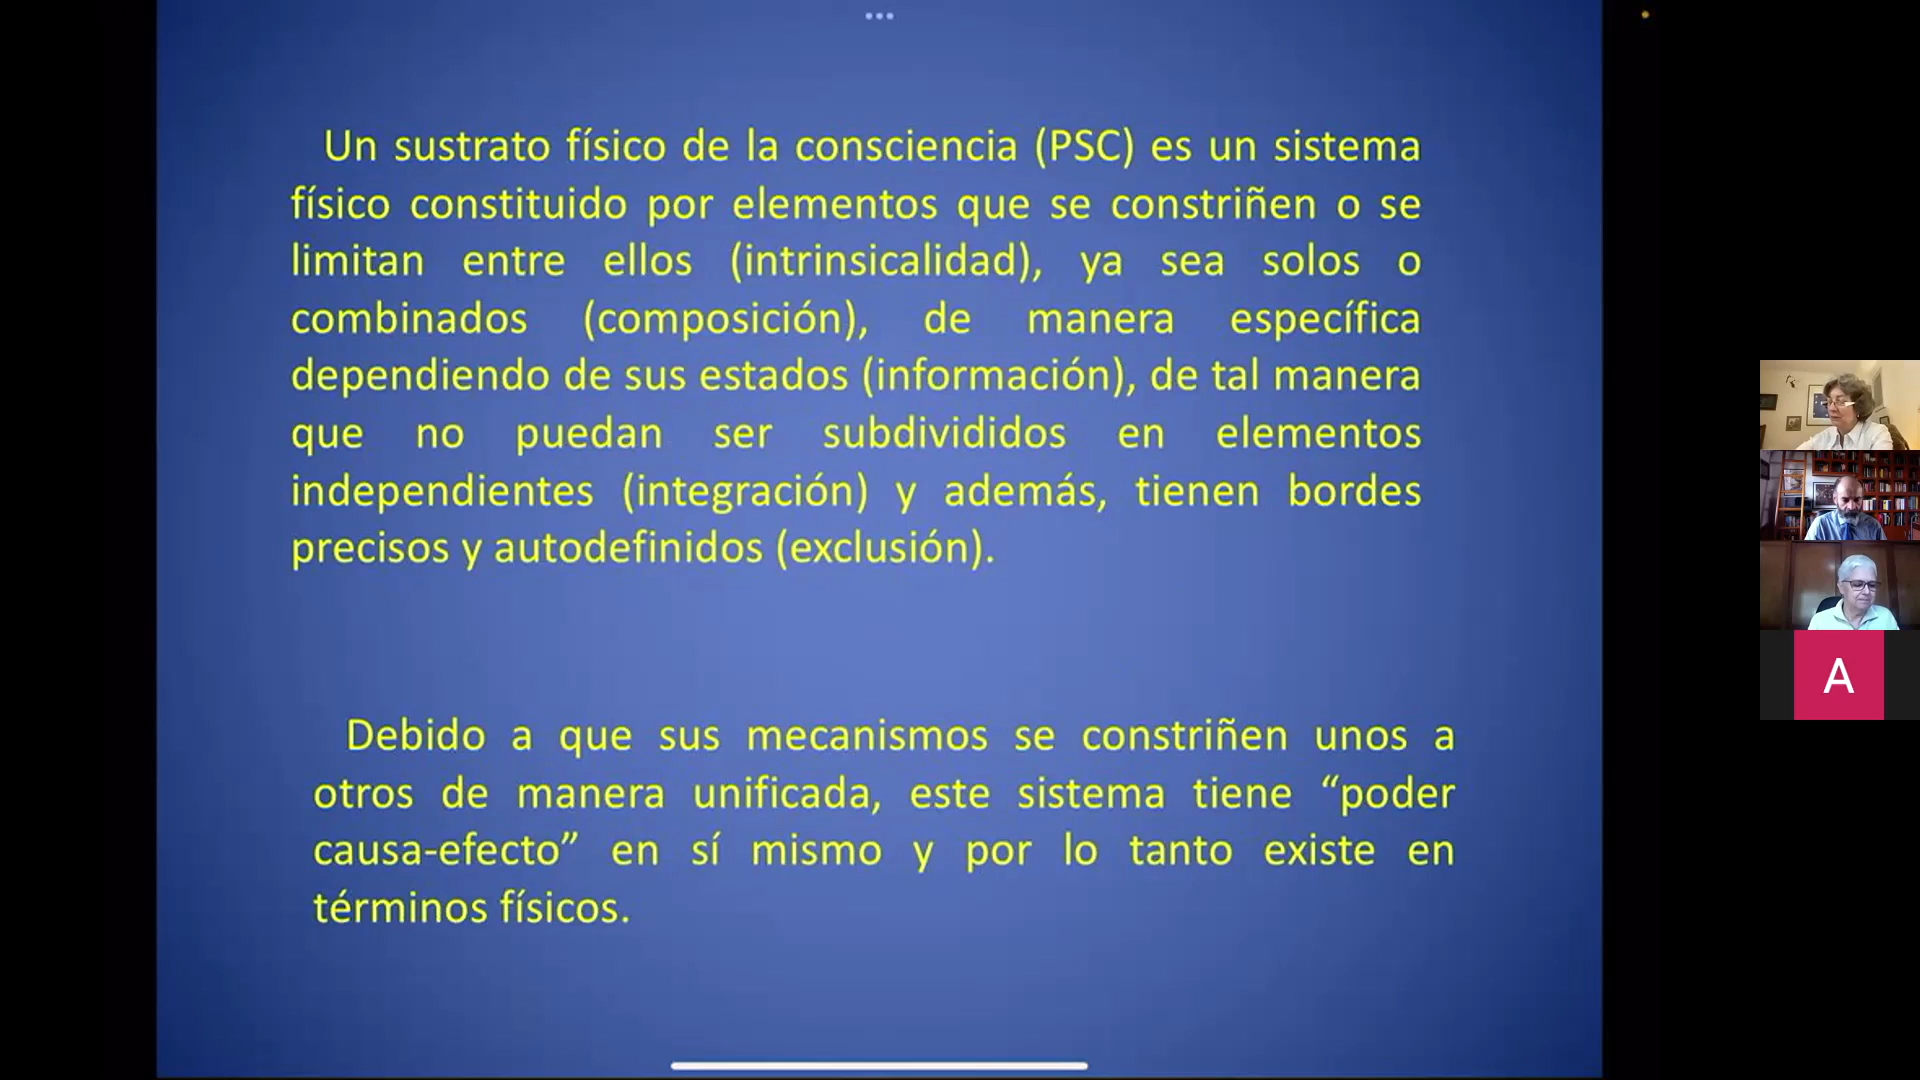 Un sustrato físico de la consciencia (PSC) es un sistema
físico constituido por elementos que se constriñen o se
limitan entre ellos (intrinsicalidad), ya sea solos o
combinados (composición), de manera específica
dependiendo de sus estados (información), de tal manera
que no puedan ser subdivididos en elementos
independientes (integración) y además, tienen bordes
precisos y autodefinidos (exclusión).
Debido a que sus mecanismos se constriñen unos a
otros de manera unificada, este sistema tiene “poder
causa-efecto” en sí mismo y por lo tanto existe en
términos físicos.
A